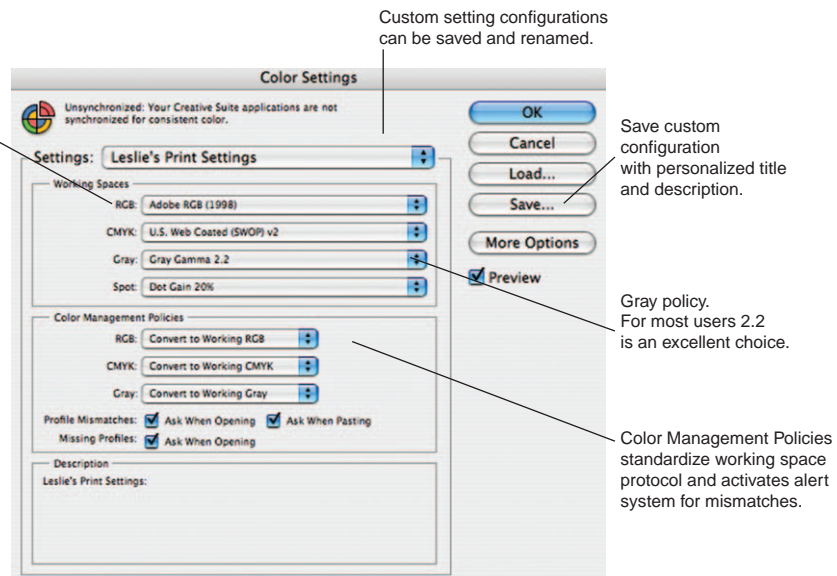 Custom setting configurations
can be saved and renamed.
Color Settings
Unsynchronized: Your Creative Suite applications are not
synchronized for consistent color.
Settings: Leslie's Print Settings
Working Spaces
RGB: Adobe RGB (1998)
CMYK: U.S. Web Coated (SWOP) v2
Gray: Gray Gamma 2.2
Spot: Dot Gain 20%
Color Management Policies
RGB: Convert to Working RGB
CMYK: Convert to Working CMYK
Gray: Convert to Working Gray
Profile Mismatches: Ask When Opening Ask When Pasting
Missing Profiles: Ask When Opening
Description
Leslie's Print Settings:
OK
Cancel
Load...
Save...
More Options
Preview
Save custom
configuration
with personalized title
and description.
Gray policy.
For most users 2.2
is an excellent choice.
Color Management Policies
standardize working space
protocol and activates alert
system for mismatches.